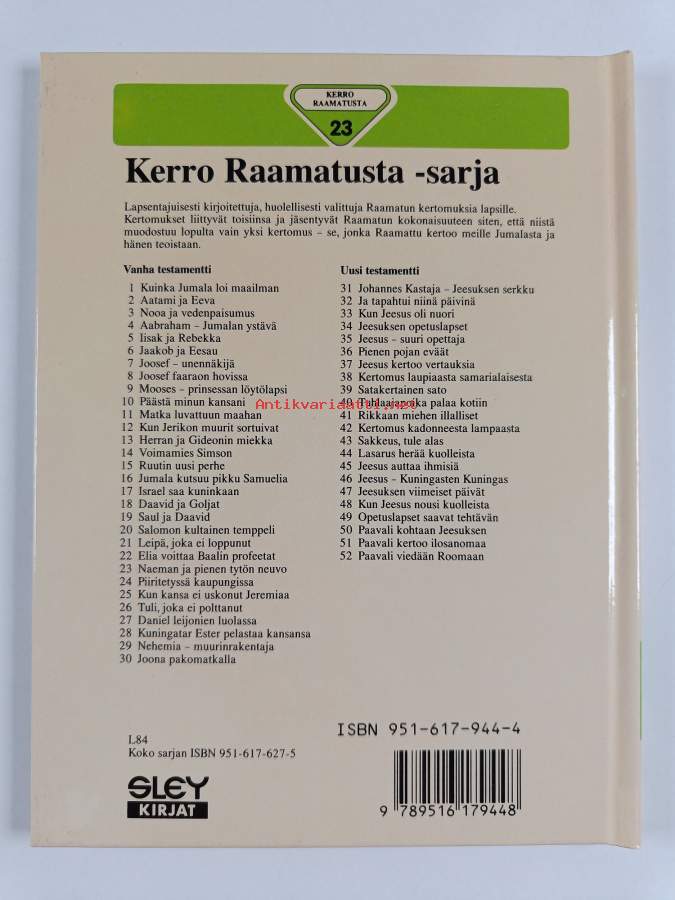 KERRO
RAAMATUSTA
23
Kerro Raamatusta -sarja
Lapsentajuisesti kirjoitettuja, huolellisesti valittuja Raamatun kertomuksia lapsille.
Kertomukset liittyvät toisiinsa ja jäsentyvät Raamatun kokonaisuuteen siten, että niistä
muodostuu lopulta vain yksi kertomus – se, jonka Raamattu kertoo meille Jumalasta ja
hänen teoistaan.
Vanha testamentti
1 Kuinka Jumala loi maailman
2 Aatami ja Eeva
3 Nooa ja vedenpaisumus
4 Aabraham – Jumalan ystävä
5 Iisak ja Rebekka
6 Jaakob ja Eesau
7 Joosef – unennäkijä
8 Joosef faaraon hovissa
9 Mooses – prinsessan löytölapsi
10 Päästä minun kansani
11 Matka luvattuun maahan
12 Kun Jerikon muurit sortuivat
13 Herran ja Gideonin miekka
14 Voimamies Simson
15 Ruutin uusi perhe
16 Jumala kutsuu pikku Samuelia
17 Israel saa kuninkaan
18 Daavid ja Goljat
19 Saul ja Daavid
20 Salomon kultainen temppeli
21 Leipä, joka ei loppunut
22 Elia voittaa Baalin profeetat
23 Naeman ja pienen tytön neuvo
24 Piiritetyssä kaupungissa
25 Kun kansa ei uskonut Jeremiaa
26 Tuli, joka ei polttanut
27 Daniel leijonien luolassa
28 Kuningatar Ester pelastaa kansansa
29 Nehemia – muurinrakentaja
30 Joona pakomatkalla
Uusi testamentti
31 Johannes Kastaja – Jeesuksen serkku
32 Ja tapahtui niinä päivinä
33 Kun Jeesus oli nuori
34 Jeesuksen opetuslapset
35 Jeesus – suuri opettaja
36 Pienen pojan eväät
37 Jeesus kertoo vertauksia
38 Kertomus laupiaasta samarialaisesta
39 Satakertainen sato
40 Tuhlaajapoika palaa kotiin
41 Rikkaan miehen illalliset
42 Kertomus kadonneesta lampaasta
43 Sakkeus, tule alas
44 Lasarus herää kuolleista
45 Jeesus auttaa ihmisiä
46 Jeesus – Kuningasten Kuningas
47 Jeesuksen viimeiset päivät
48 Kun Jeesus nousi kuolleista
49 Opetuslapset saavat tehtävän
50 Paavali kohtaan Jeesuksen
51 Paavali kertoo ilosanomaa
52 Paavali viedään Roomaan
Antikvariaatti.net
L84
Koko sarjan ISBN 951-617-627-5
SLEY
KIRJAT
ISBN 951-617-944-4
9 789516 179448